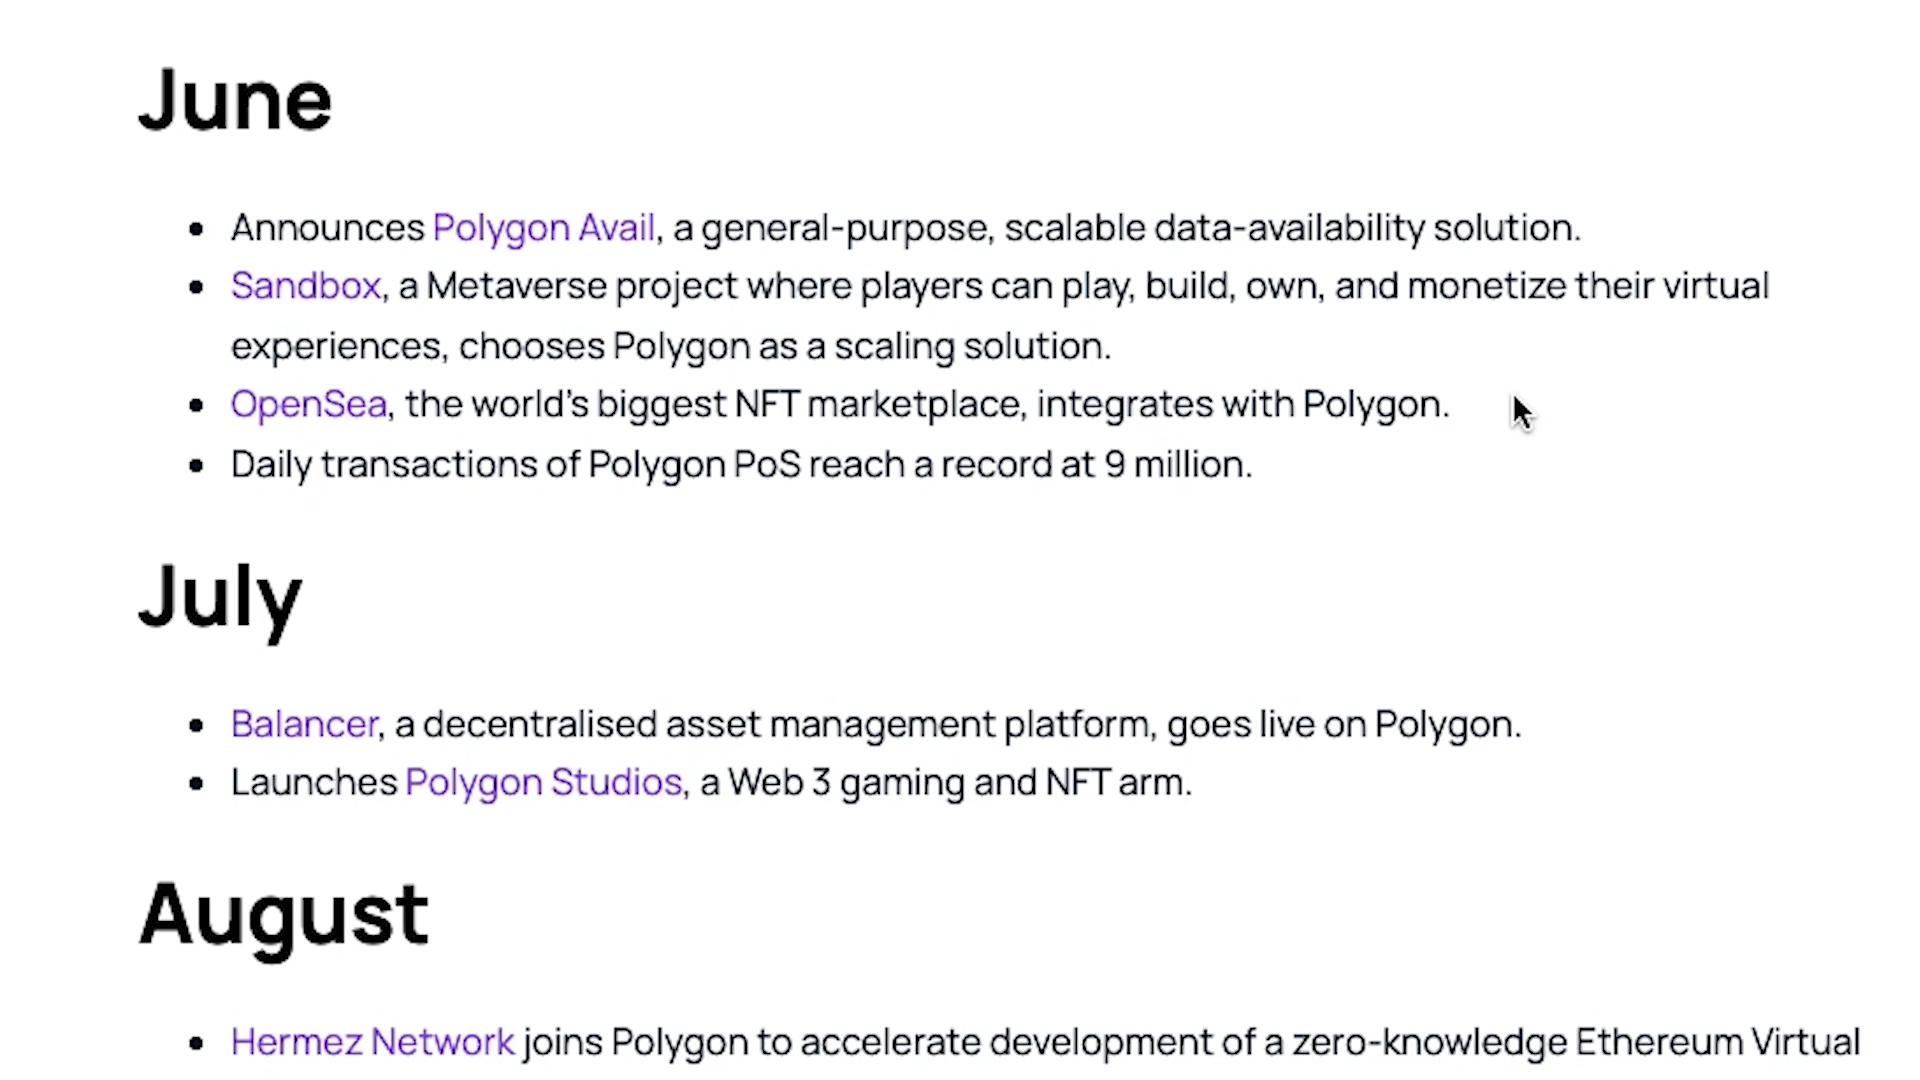 June
• Announces Polygon Avail, a general-purpose, scalable data-availability solution.
• Sandbox, a Metaverse project where players can play, build, own, and monetize their virtual
experiences, chooses Polygon as a scaling solution.
• OpenSea, the world’s biggest NFT marketplace, integrates with Polygon.
• Daily transactions of Polygon PoS reach a record at 9 million.
July
• Balancer, a decentralised asset management platform, goes live on Polygon.
• Launches Polygon Studios, a Web 3 gaming and NFT arm.
August
• Hermez Network joins Polygon to accelerate development of a zero-knowledge Ethereum Virtual